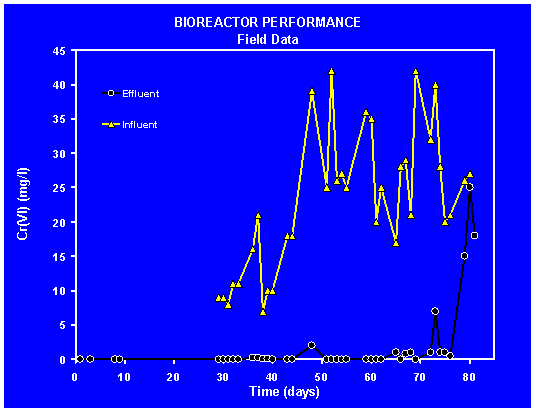 BIOREACTOR PERFORMANCE
Field Data
45
40
35
30
25
20
15
10
5
0
Cr(VI) (mg/l)
Effluent
Influent
0 10 20 30 40 50 60 70 80
Time (days)